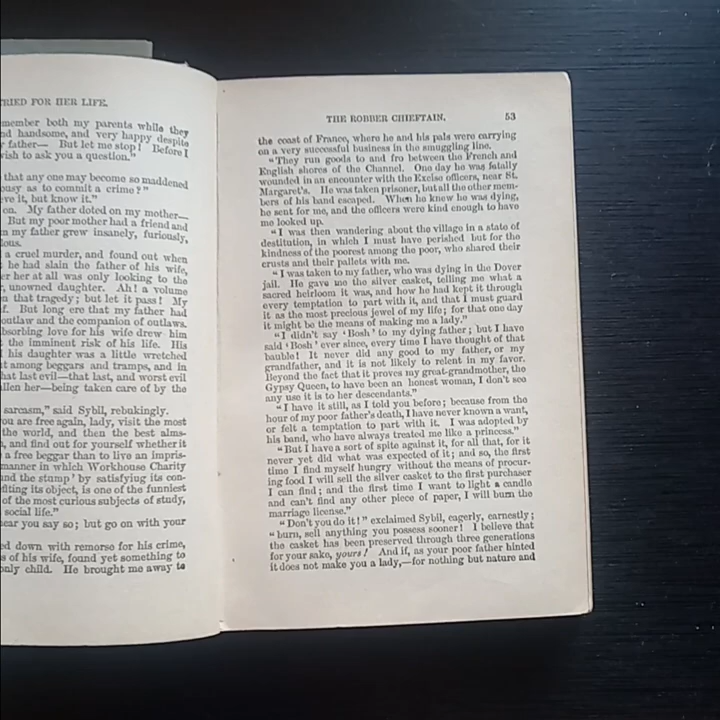 TRIED FOR HER LIFE.
member both my parents while they
nd handsome, and very happy despite
father— But let me stop! Before I
ish to ask you a question."
that any one may become so maddened
ousy as to commit a crime?"
ve it, but know it."
on. My father doted on my mother—
But my poor mother had a friend and
n my father grew insanely, furiously,
lous.
a cruel murder, and found out when
he had slain the father of his wife,
er her at all was only looking to the
, unowned daughter. Ah! a volume
n that tragedy; but let it pass! My
f. But long ere that my father had
outlaw and the companion of outlaws.
bsorbing love for his wife drew him
the imminent risk of his life. His
his daughter was a little wretched
t among beggars and tramps, and in
hat last evil—that last, and worst evil
llen her—being taken care of by the
sarcasm," said Sybil, rebukingly.
ou are free again, lady, visit the most
the world, and then the best alms-
, and find out for yourself whether it
a free beggar than to live an impris-
manner in which Workhouse Charity
nd the stump' by satisfying its con-
fiting its object, is one of the funniest
of the most curious subjects of study,
social life."
ear you say so; but go on with your
ed down with remorse for his crime,
s of his wife, found yet something to
only child. He brought me away to
THE ROBBER CHIEFTAIN. 53
the coast of France, where he and his pals were carrying
on a very successful business in the smuggling line.
"They run goods to and fro between the French and
English shores of the Channel. One day he was fatally
wounded in an encounter with the Excise officers, near St.
Margaret's. He was taken prisoner, but all the other mem-
bers of his band escaped. When he knew he was dying,
he sent for me, and the officers were kind enough to have
me looked up.
"I was then wandering about the village in a state of
destitution, in which I must have perished but for the
kindness of the poorest among the poor, who shared their
crusts and their pallets with me.
"I was taken to my father, who was dying in the Dover
jail. He gave me the silver casket, telling me what a
sacred heirloom it was, and how he had kept it through
every temptation to part with it, and that I must guard
it as the most precious jewel of my life; for that one day
it might be the means of making me a lady."
"I didn't say 'Bosh' to my dying father; but I have
said 'Bosh' ever since, every time I have thought of that
bauble! It never did any good to my father, or my
grandfather, and it is not likely to relent in my favor.
Beyond the fact that it proves my great-grandmother, the
Gypsy Queen, to have been an honest woman, I don't see
any use it is to her descendants."
"I have it still, as I told you before; because from the
hour of my poor father's death, I have never known a want,
or felt a temptation to part with it. I was adopted by
his band, who have always treated me like a princess."
"But I have a sort of spite against it, for all that, for it
never yet did what was expected of it; and so, the first
time I find myself hungry without the means of procur-
ing food I will sell the silver casket to the first purchaser
I can find; and the first time I want to light a candle
and can't find any other piece of paper, I will burn the
marriage license."
"Don't you do it!" exclaimed Sybil, eagerly, earnestly;
"burn, sell anything you possess sooner! I believe that
the casket has been preserved through three generations
for your sake, yours! And if, as your poor father hinted
it does not make you a lady,—for nothing but nature and